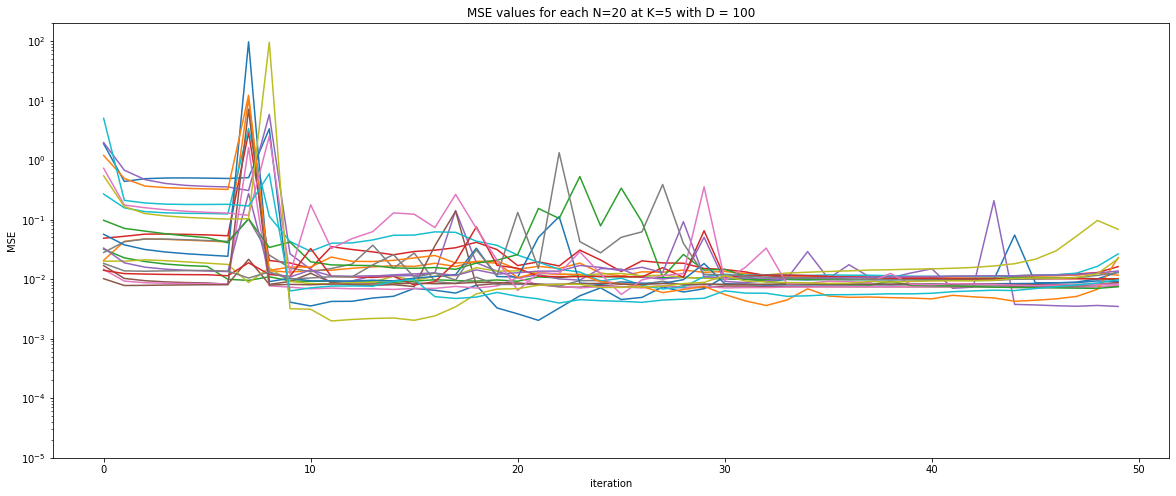 MSE values for each N=20 at K=5 with D = 100
10²
10¹
10⁰
10⁻¹
10⁻²
10⁻³
10⁻⁴
10⁻⁵
MSE
0 10 20 30 40 50
iteration